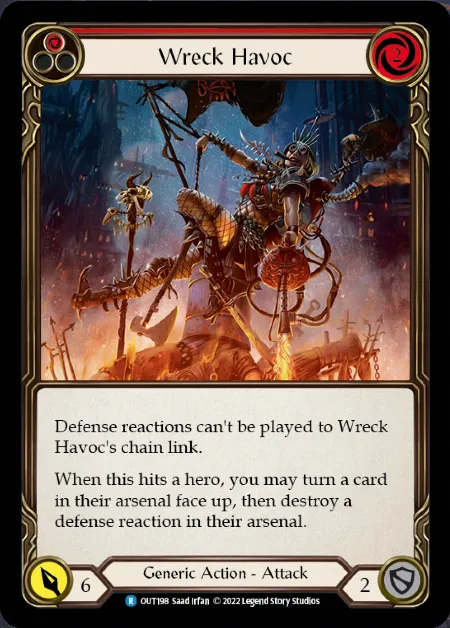 Wreck Havoc
2
Defense reactions can't be played to Wreck
Havoc's chain link.
When this hits a hero, you may turn a card
in their arsenal face up, then destroy a
defense reaction in their arsenal.
6
Generic Action - Attack
2
R OUT198 Saad Irfan © 2022 Legend Story Studios